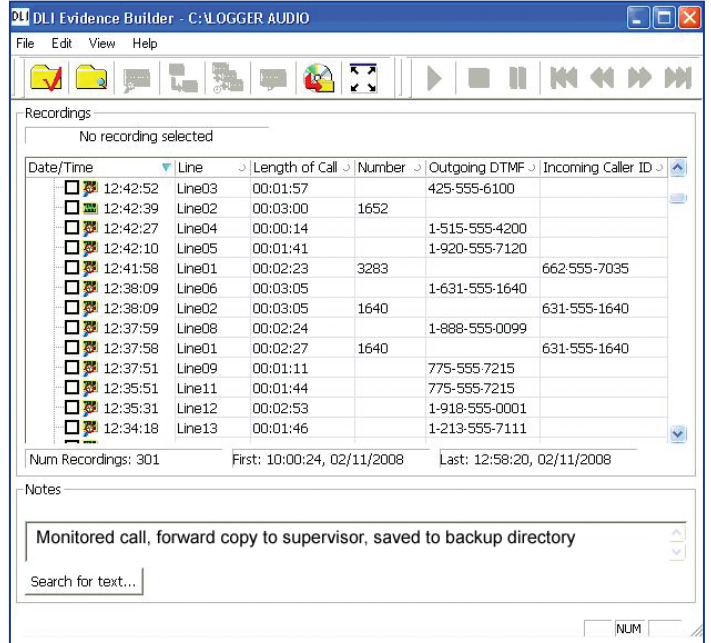 DLI DLI Evidence Builder - C:\LOGGER AUDIO
File Edit View Help
Recordings
No recording selected
Date/Time Line Length of Call Number Outgoing DTMF Incoming Caller ID
12:42:52 Line03 00:01:57 425-555-6100
12:42:39 Line02 00:03:00 1652
12:42:27 Line04 00:00:14 1-515-555-4200
12:42:10 Line05 00:01:41 1-920-555-7120
12:41:58 Line01 00:02:23 3283 662-555-7035
12:38:09 Line06 00:03:05 1-631-555-1640
12:38:09 Line02 00:03:05 1640 631-555-1640
12:37:59 Line08 00:02:24 1-888-555-0099
12:37:58 Line01 00:02:27 1640 631-555-1640
12:37:51 Line09 00:01:11 775-555-7215
12:35:51 Line11 00:01:44 775-555-7215
12:35:31 Line12 00:02:53 1-918-555-0001
12:34:18 Line13 00:01:46 1-213-555-7111
Num Recordings: 301 First: 10:00:24, 02/11/2008 Last: 12:58:20, 02/11/2008
Notes
Monitored call, forward copy to supervisor, saved to backup directory
Search for text...
NUM